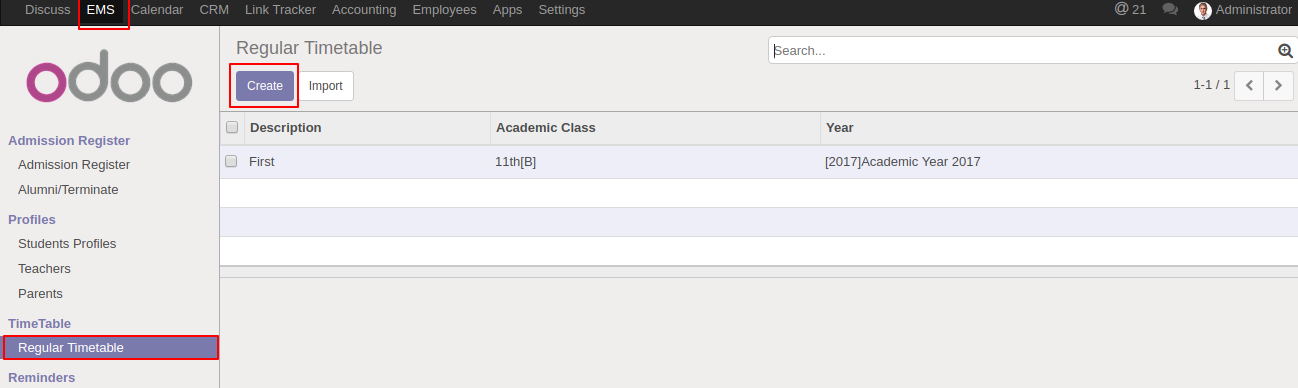 Discuss EMS Calendar CRM Link Tracker Accounting Employees Apps Settings @ 21 Administrator
odoo
Regular Timetable
Search...
Create Import
1-1 / 1
Description Academic Class Year
First 11th[B] [2017]Academic Year 2017
Admission Register
Admission Register
Alumni/Terminate
Profiles
Students Profiles
Teachers
Parents
TimeTable
Regular Timetable
Reminders